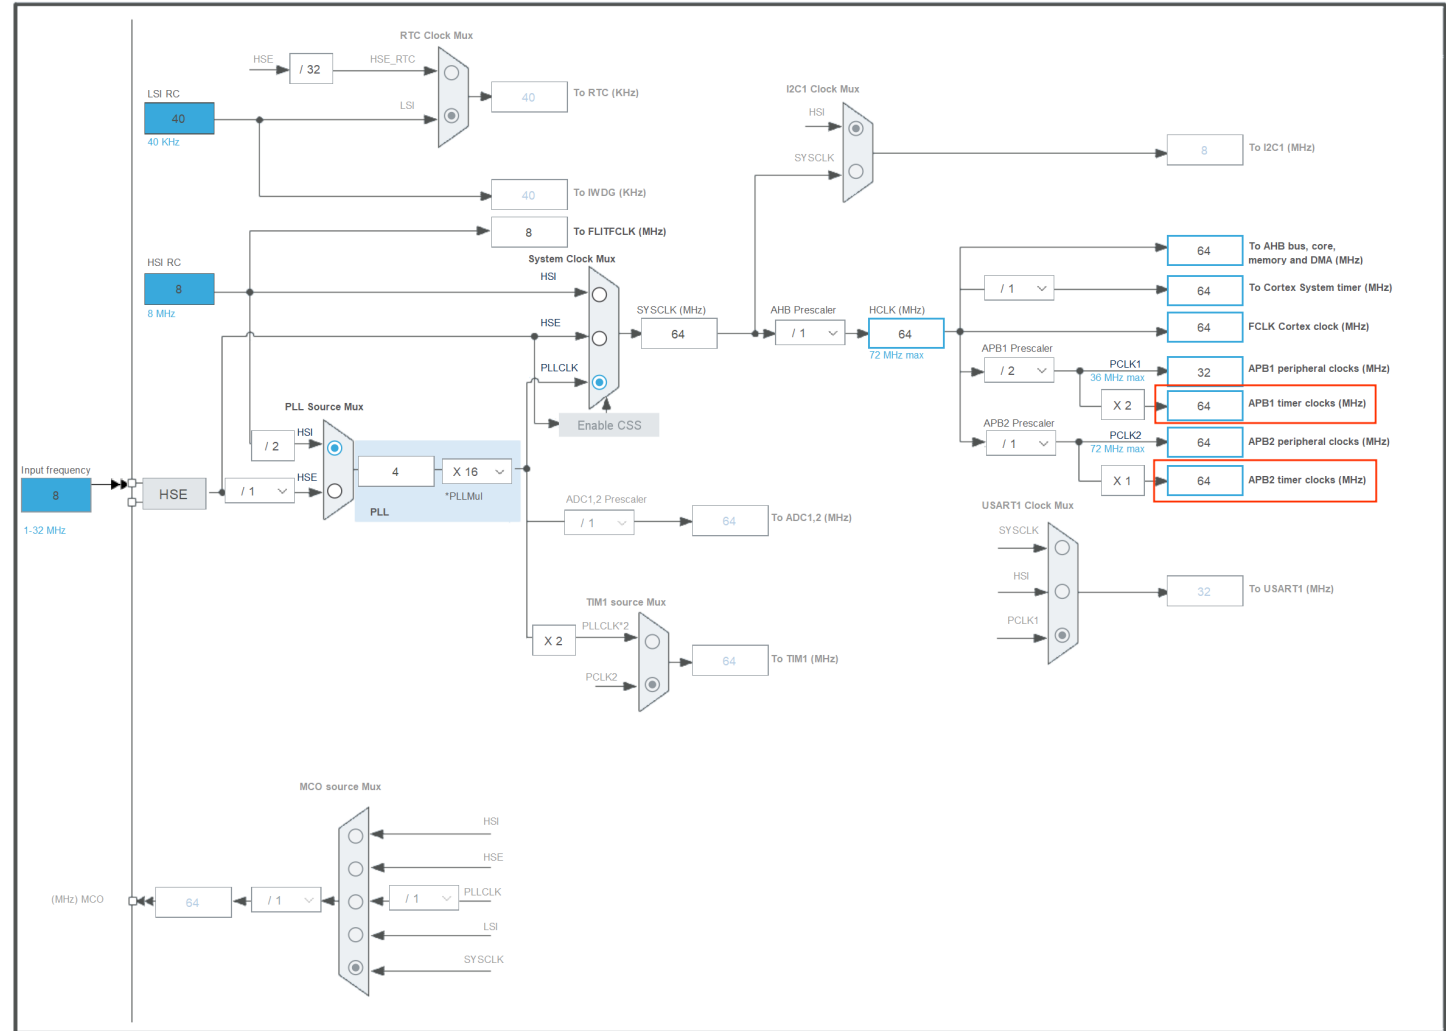 RTC Clock Mux
HSE
/ 32
HSE_RTC
LSI RC
40
40 KHz
LSI
40
To RTC (KHz)
40
To IWDG (KHz)
8
To FLITFCLK (MHz)
I2C1 Clock Mux
HSI
SYSCLK
8
To I2C1 (MHz)
HSI RC
8
8 MHz
System Clock Mux
HSI
HSE
PLLCLK
Enable CSS
SYSCLK (MHz)
64
AHB Prescaler
/ 1
HCLK (MHz)
64
72 MHz max
64
To AHB bus, core,
memory and DMA (MHz)
/ 1
64
To Cortex System timer (MHz)
64
FCLK Cortex clock (MHz)
APB1 Prescaler
/ 2
PCLK1
36 MHz max
32
APB1 peripheral clocks (MHz)
X 2
64
APB1 timer clocks (MHz)
APB2 Prescaler
/ 1
PCLK2
72 MHz max
64
APB2 peripheral clocks (MHz)
X 1
64
APB2 timer clocks (MHz)
PLL Source Mux
/ 2
HSI
Input frequency
8
1-32 MHz
HSE
/ 1
HSE
4
X 16
*PLLMul
PLL
ADC1,2 Prescaler
/ 1
64
To ADC1,2 (MHz)
USART1 Clock Mux
SYSCLK
HSI
PCLK1
32
To USART1 (MHz)
TIM1 source Mux
X 2
PLLCLK*2
PCLK2
64
To TIM1 (MHz)
MCO source Mux
HSI
HSE
(MHz) MCO
64
/ 1
/ 1
PLLCLK
LSI
SYSCLK